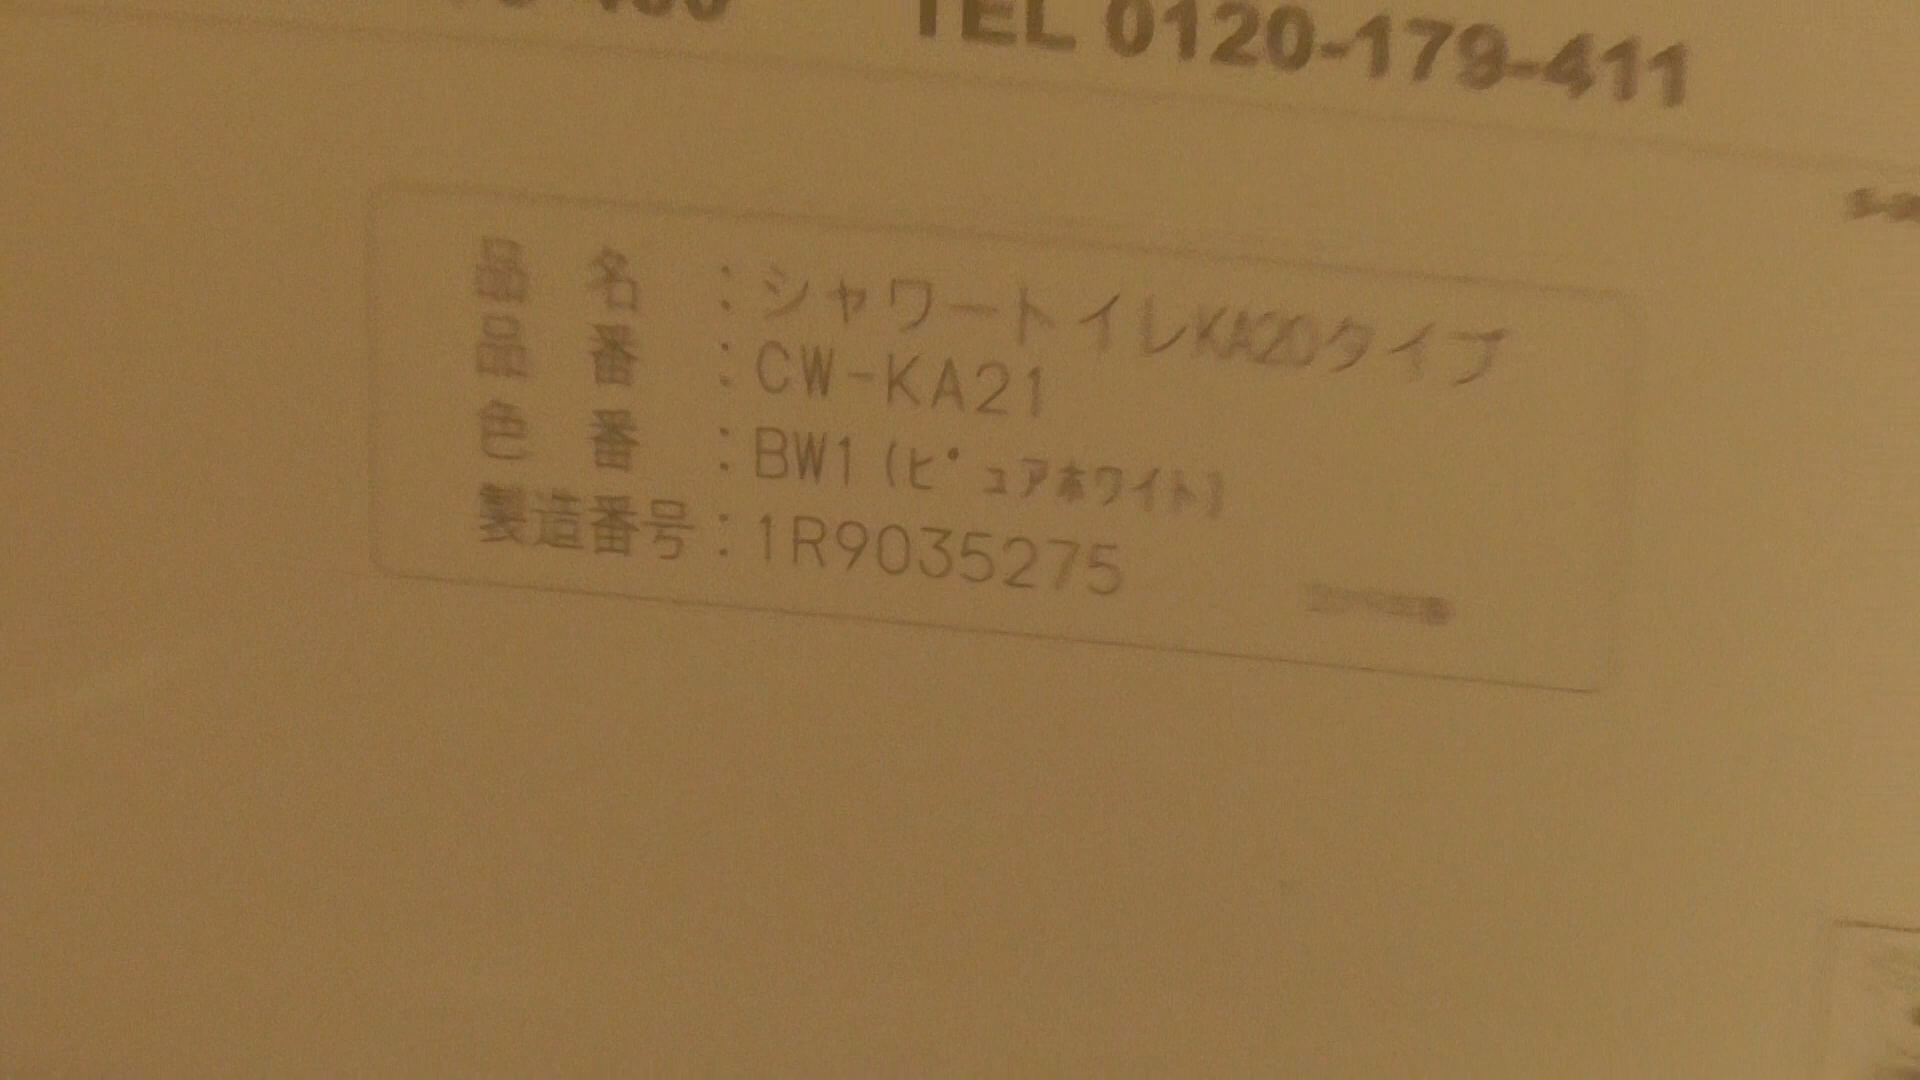 TEL 0120-179-411
品 名 :シャワートイレKA20タイプ
品 番 :CW-KA21
色 番 :BW1(ピュアホワイト)
製造番号:1R9035275